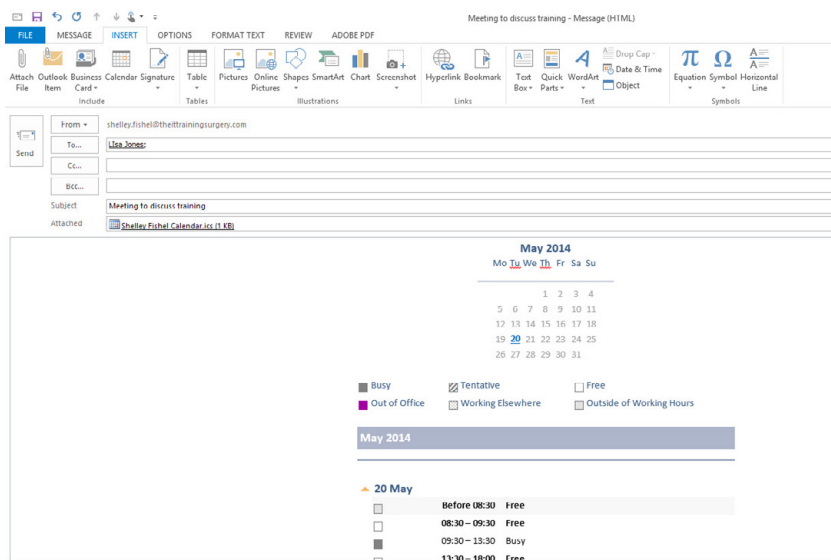 Meeting to discuss training - Message (HTML)
FILE MESSAGE INSERT OPTIONS FORMAT TEXT REVIEW ADOBE PDF
Attach File
Outlook Item
Business Card
Calendar
Signature
Table
Pictures
Online Pictures
Shapes
SmartArt
Chart
Screenshot
Hyperlink
Bookmark
Text Box
Quick Parts
WordArt
Drop Cap
Date & Time
Object
Equation
Symbol
Horizontal Line
Include Tables Illustrations Links Text Symbols
Send
From shelley.fishel@theittrainingsurgery.com
To... Lisa Jones;
Cc...
Bcc...
Subject Meeting to discuss training
Attached Shelley Fishel Calendar.ics (1 KB)
May 2014
Mo Tu We Th Fr Sa Su
1 2 3 4
5 6 7 8 9 10 11
12 13 14 15 16 17 18
19 20 21 22 23 24 25
26 27 28 29 30 31
Busy Tentative Free
Out of Office Working Elsewhere Outside of Working Hours
May 2014
20 May
Before 08:30 Free
08:30 – 09:30 Free
09:30 – 13:30 Busy
13:30 – 18:00 Free